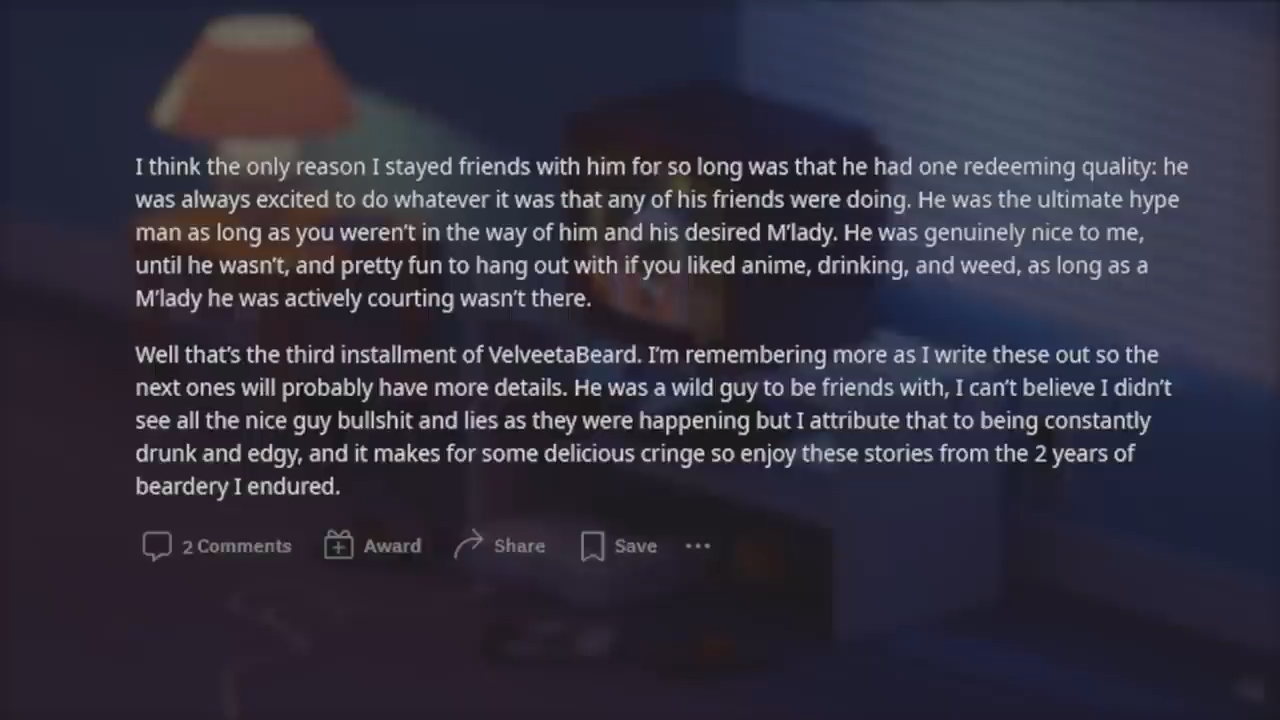 I think the only reason I stayed friends with him for so long was that he had one redeeming quality: he
was always excited to do whatever it was that any of his friends were doing. He was the ultimate hype
man as long as you weren't in the way of him and his desired M'lady. He was genuinely nice to me,
until he wasn't, and pretty fun to hang out with if you liked anime, drinking, and weed, as long as a
M'lady he was actively courting wasn't there.
Well that's the third installment of VelveetaBeard. I'm remembering more as I write these out so the
next ones will probably have more details. He was a wild guy to be friends with, I can't believe I didn't
see all the nice guy bullshit and lies as they were happening but I attribute that to being constantly
drunk and edgy, and it makes for some delicious cringe so enjoy these stories from the 2 years of
beardery I endured.
2 Comments Award Share Save